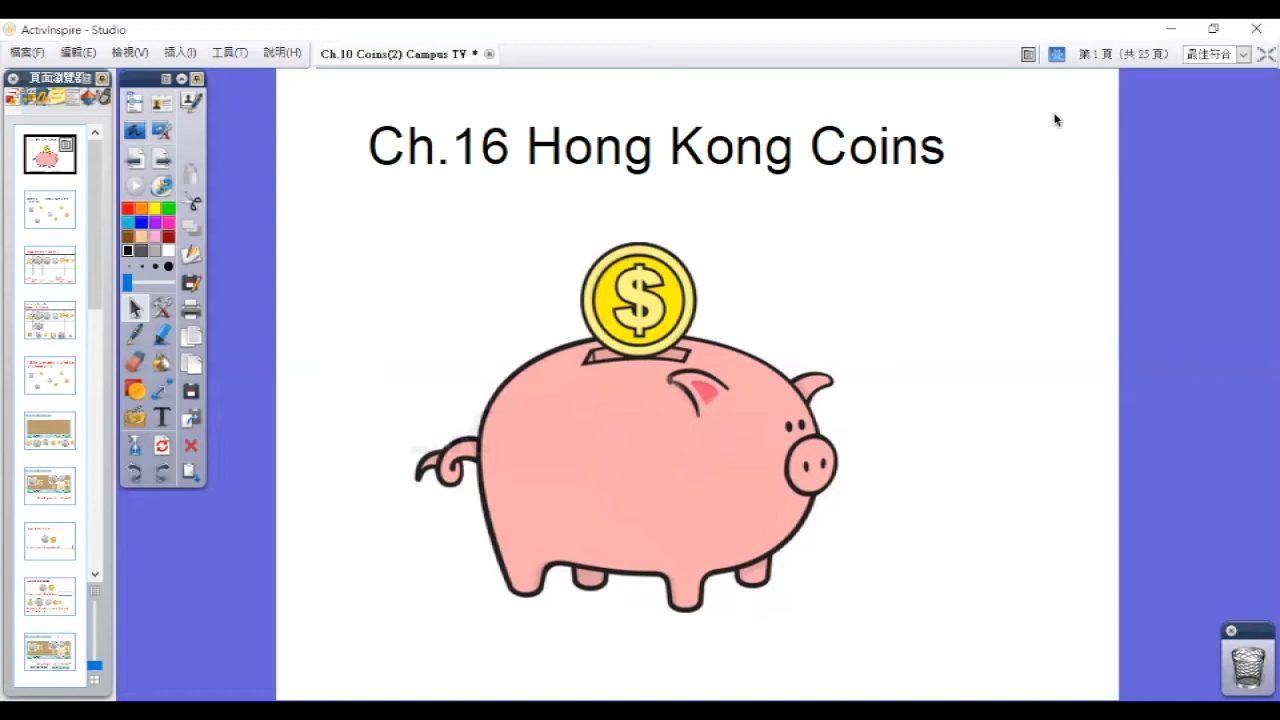 ActivInspire - Studio
檔案(F) 編輯(E) 檢視(V) 插入(I) 工具(T) 說明(H)
Ch.10 Coins(2) Campus TV *
第 1 頁 (共 25 頁)
最佳符合
頁面瀏覽器
Ch.16 Hong Kong Coins
$
T